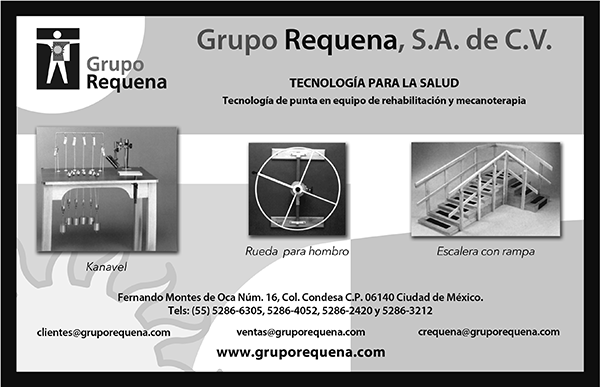 Grupo
Requena
Grupo Requena, S.A. de C.V.
TECNOLOGÍA PARA LA SALUD
Tecnología de punta en equipo de rehabilitación y mecanoterapia
Kanavel
Rueda para hombro
Escalera con rampa
Fernando Montes de Oca Núm. 16, Col. Condesa C.P. 06140 Ciudad de México.
Tels: (55) 5286-6305, 5286-4052, 5286-2420 y 5286-3212
clientes@gruporequena.com ventas@gruporequena.com crequena@gruporequena.com
www.gruporequena.com